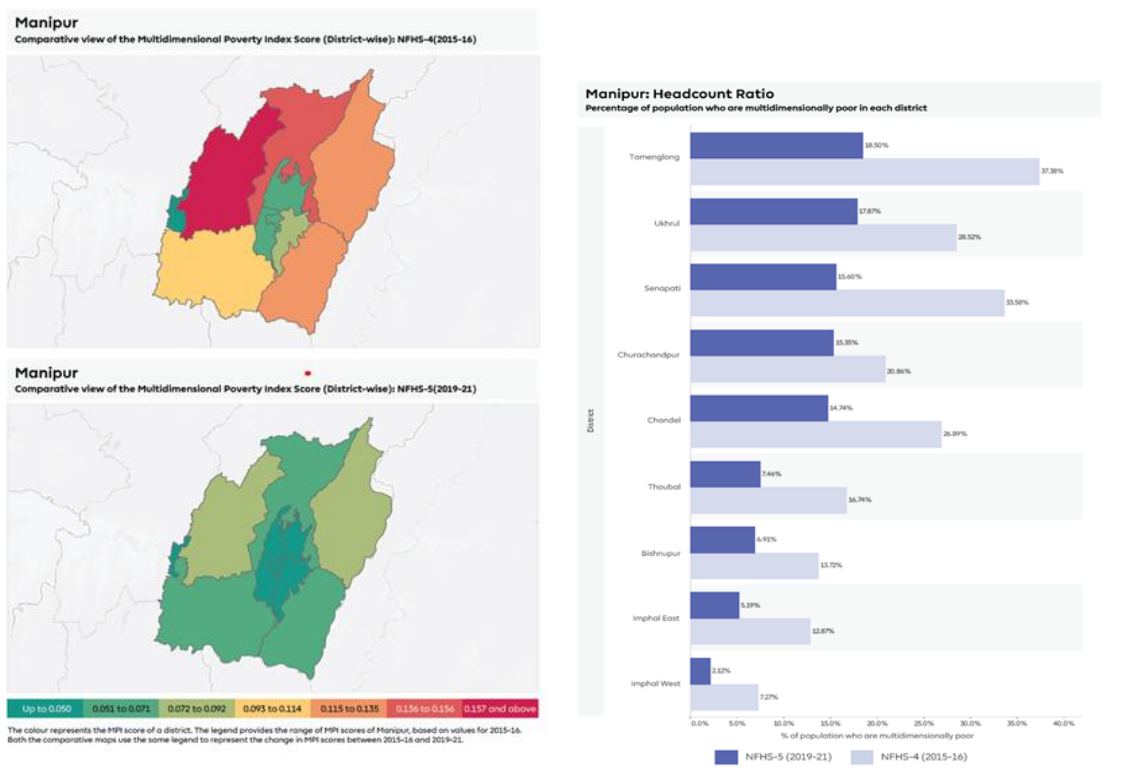 Manipur
Comparative view of the Multidimensional Poverty Index Score (District-wise): NFHS-4(2015-16)
Manipur
Comparative view of the Multidimensional Poverty Index Score (District-wise): NFHS-5(2019-21)
Up to 0.050
0.051 to 0.071
0.072 to 0.092
0.093 to 0.114
0.115 to 0.135
0.136 to 0.156
0.157 and above
The colour represents the MPI score of a district. The legend provides the range of MPI scores of Manipur, based on values for 2015-16.
Both the comparative maps use the same legend to represent the change in MPI scores between 2015-16 and 2019-21.
Manipur: Headcount Ratio
Percentage of population who are multidimensionally poor in each district
District
Tamenglong
18.50%
37.38%
Ukhrul
17.87%
28.52%
Senapati
15.60%
33.58%
Churachandpur
15.35%
20.86%
Chandel
14.74%
26.89%
Thoubal
7.46%
16.74%
Bishnupur
6.91%
13.72%
Imphal East
5.19%
12.87%
Imphal West
2.12%
7.27%
0.0%
5.0%
10.0%
15.0%
20.0%
25.0%
30.0%
35.0%
40.0%
% of population who are multidimensionally poor
NFHS-5 (2019-21)
NFHS-4 (2015-16)